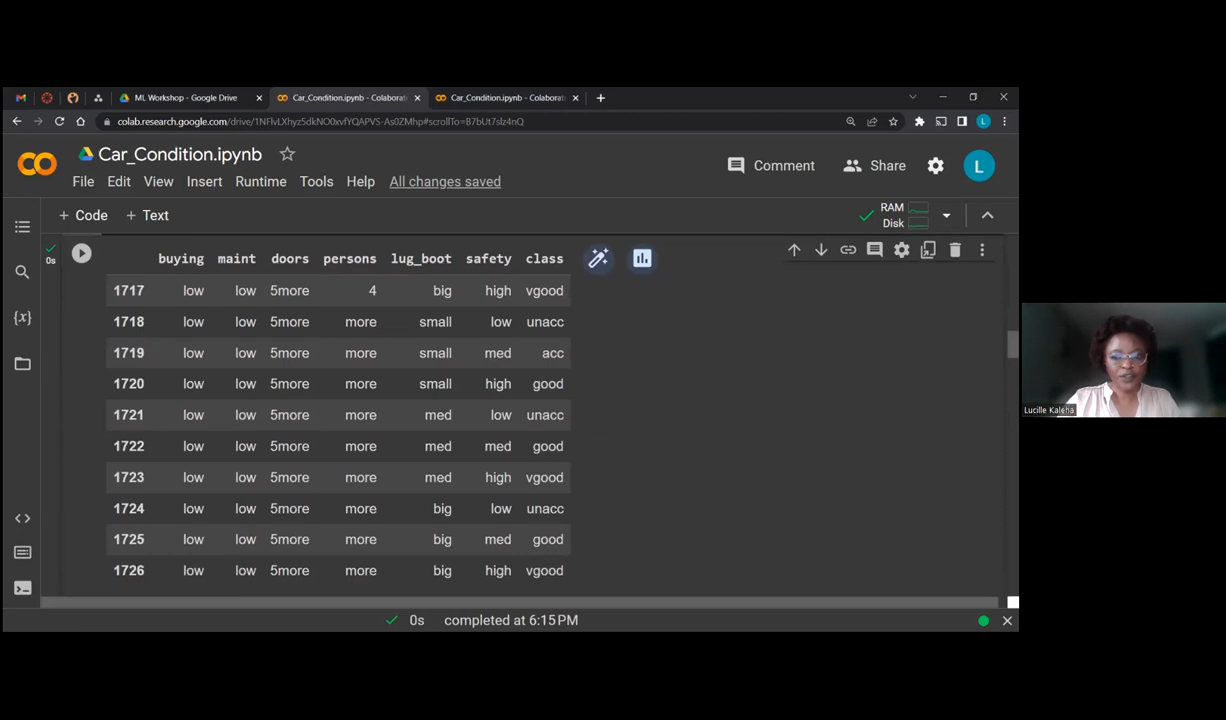 ML Workshop - Google Drive
Car_Condition.ipynb - Colaborat
Car_Condition.ipynb - Colaborat
colab.research.google.com/drive/1NFlvLXhyz5dkNO0xvfYQAPVS-As0ZMhp#scrollTo=B7bUt7slz4nQ
L
Car_Condition.ipynb
Comment
Share
L
File Edit View Insert Runtime Tools Help All changes saved
+ Code + Text
RAM
Disk
0s
buying maint doors persons lug_boot safety class
1717 low low 5more 4 big high vgood
1718 low low 5more more small low unacc
1719 low low 5more more small med acc
1720 low low 5more more small high good
1721 low low 5more more med low unacc
1722 low low 5more more med med good
1723 low low 5more more med high vgood
1724 low low 5more more big low unacc
1725 low low 5more more big med good
1726 low low 5more more big high vgood
0s completed at 6:15 PM
Lucille Kaleha